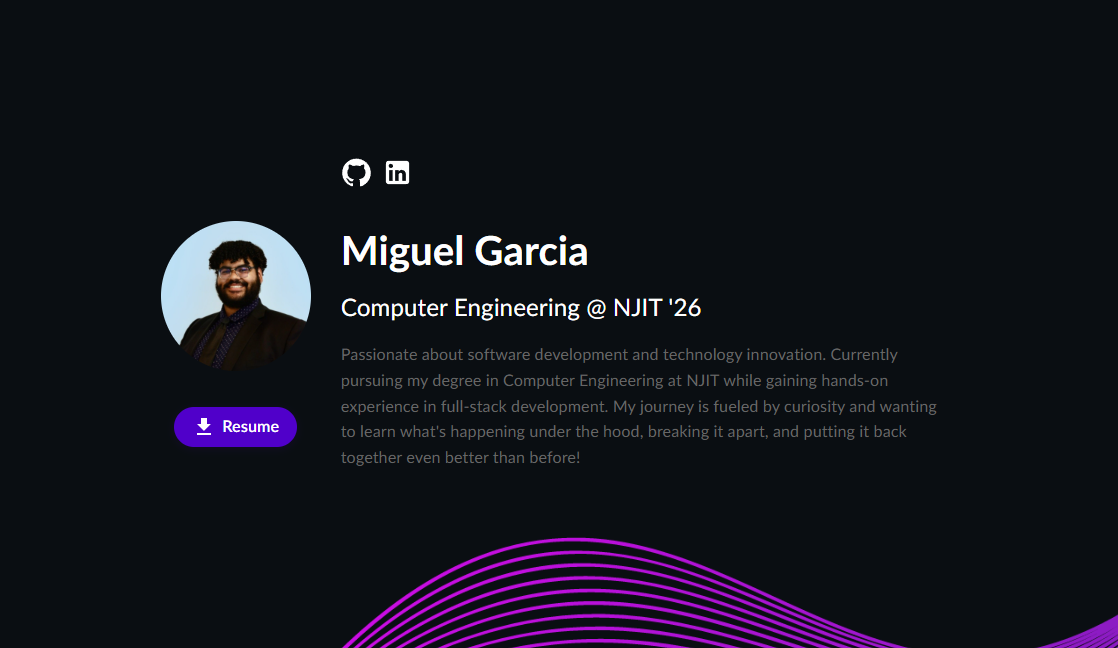 Miguel Garcia
Computer Engineering @ NJIT '26
Passionate about software development and technology innovation. Currently
pursuing my degree in Computer Engineering at NJIT while gaining hands-on
experience in full-stack development. My journey is fueled by curiosity and wanting
to learn what's happening under the hood, breaking it apart, and putting it back
together even better than before!
Resume